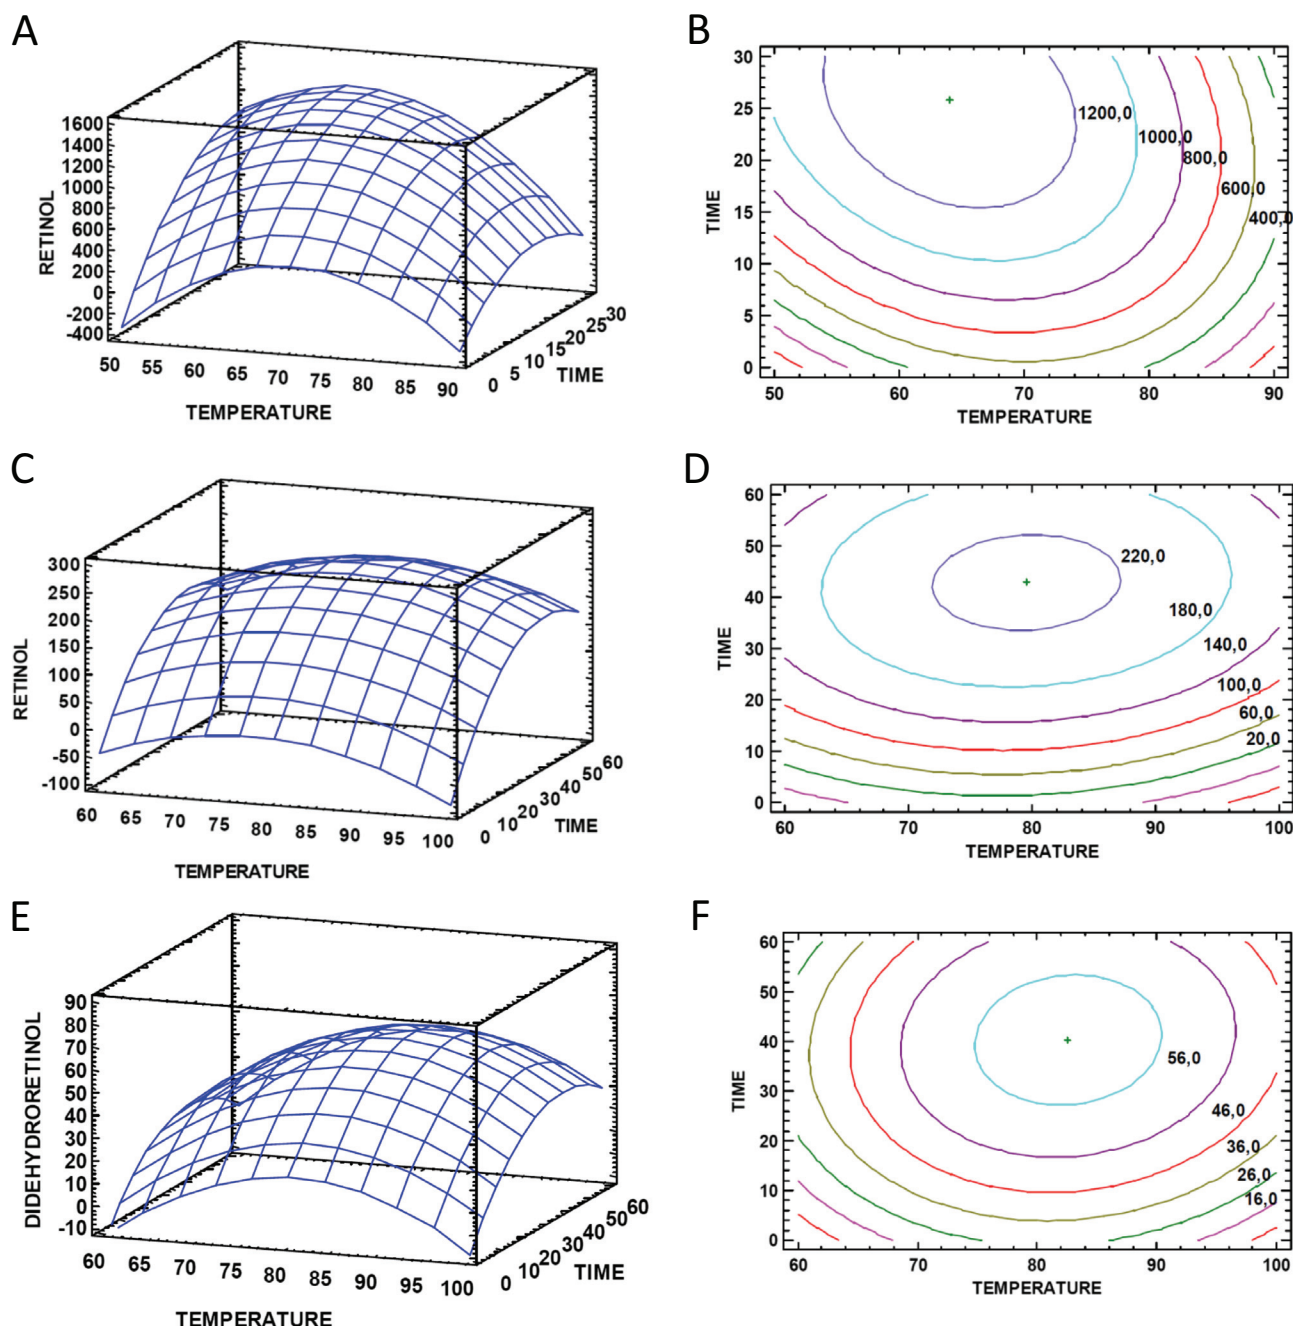 A
1600
1400
1200
1000
800
600
400
200
0
-200
-400
RETINOL
50 55 60 65 70 75 80 85 90
TEMPERATURE
0 5 10 15 20 25 30
TIME
B
30
25
20
15
10
5
0
TIME
1200,0
1000,0
800,0
600,0
400,0
50 60 70 80 90
TEMPERATURE
C
300
250
200
150
100
50
0
-50
-100
RETINOL
60 65 70 75 80 85 90 95 100
TEMPERATURE
0 10 20 30 40 50 60
TIME
D
60
50
40
30
20
10
0
TIME
220,0
180,0
140,0
100,0
60,0
20,0
60 70 80 90 100
TEMPERATURE
E
90
80
70
60
50
40
30
20
10
0
-10
DIDEHYDRORETINOL
60 65 70 75 80 85 90 95 100
TEMPERATURE
0 10 20 30 40 50 60
TIME
F
60
50
40
30
20
10
0
TIME
56,0
46,0
36,0
26,0
16,0
60 70 80 90 100
TEMPERATURE